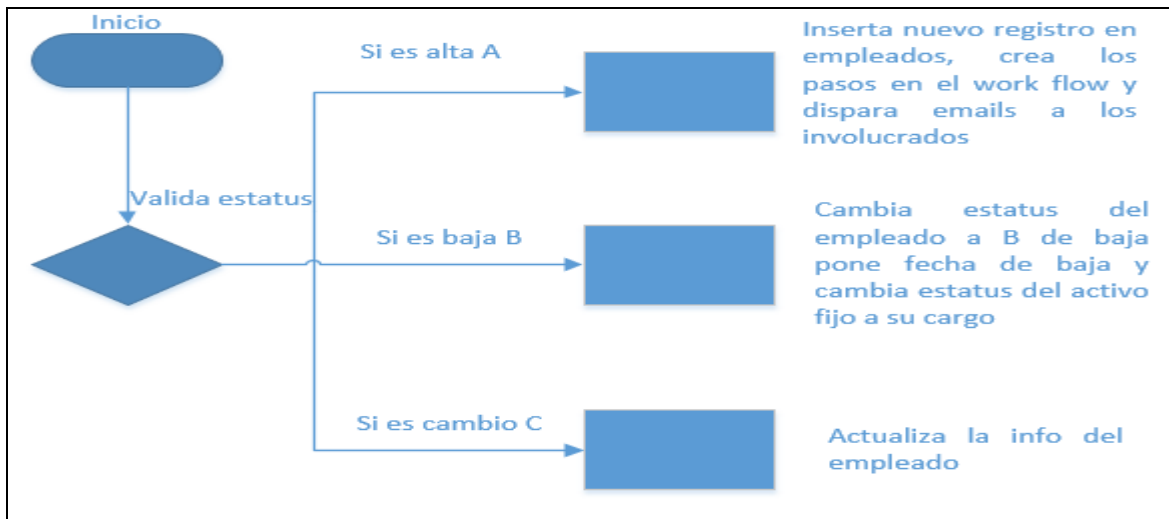 Inicio
Si es alta A
Inserta nuevo registro en
empleados, crea los
pasos en el work flow y
dispara emails a los
involucrados
Valida estatus
Si es baja B
Cambia estatus del
empleado a B de baja
pone fecha de baja y
cambia estatus del activo
fijo a su cargo
Si es cambio C
Actualiza la info del
empleado